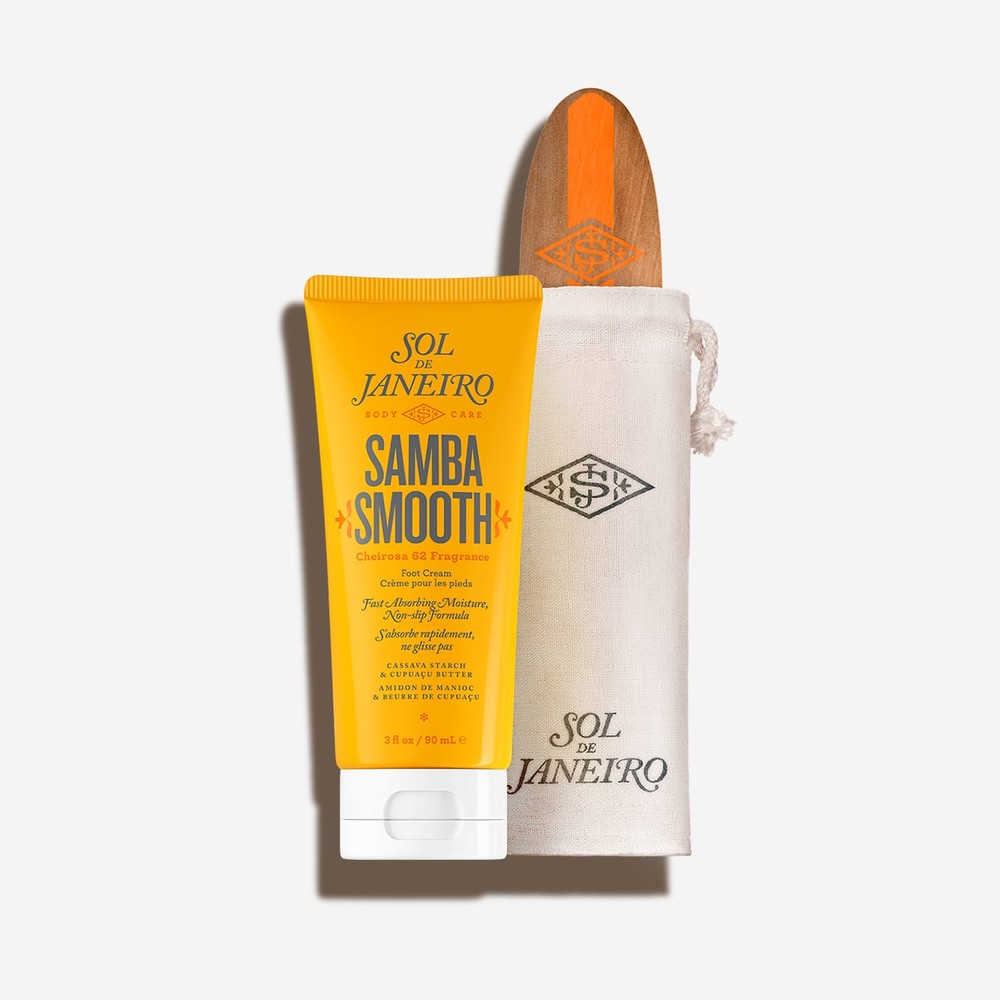 SOL
DE
JANEIRO
BODY CARE
SAMBA
SMOOTH
Cheirosa 62 Fragrance
Foot Cream
Crème pour les pieds
Fast Absorbing Moisture,
Non-slip Formula
S'absorbe rapidement,
ne glisse pas
CASSAVA STARCH
& CUPUAÇU BUTTER
AMIDON DE MANIOC
& BEURRE DE CUPUAÇU
3 fl oz / 90 mL ℮
SOL
DE
JANEIRO